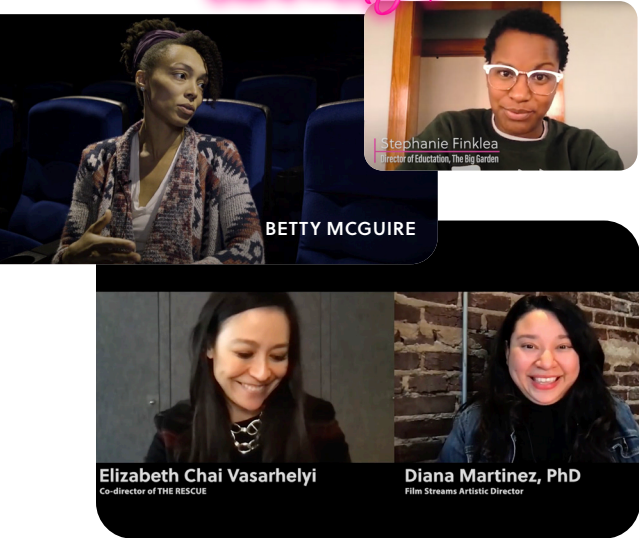 Stephanie Finklea
Director of Eductation, The Big Garden
BETTY MCGUIRE
Elizabeth Chai Vasarhelyi
Co-director of THE RESCUE
Diana Martinez, PhD
Film Streams Artistic Director